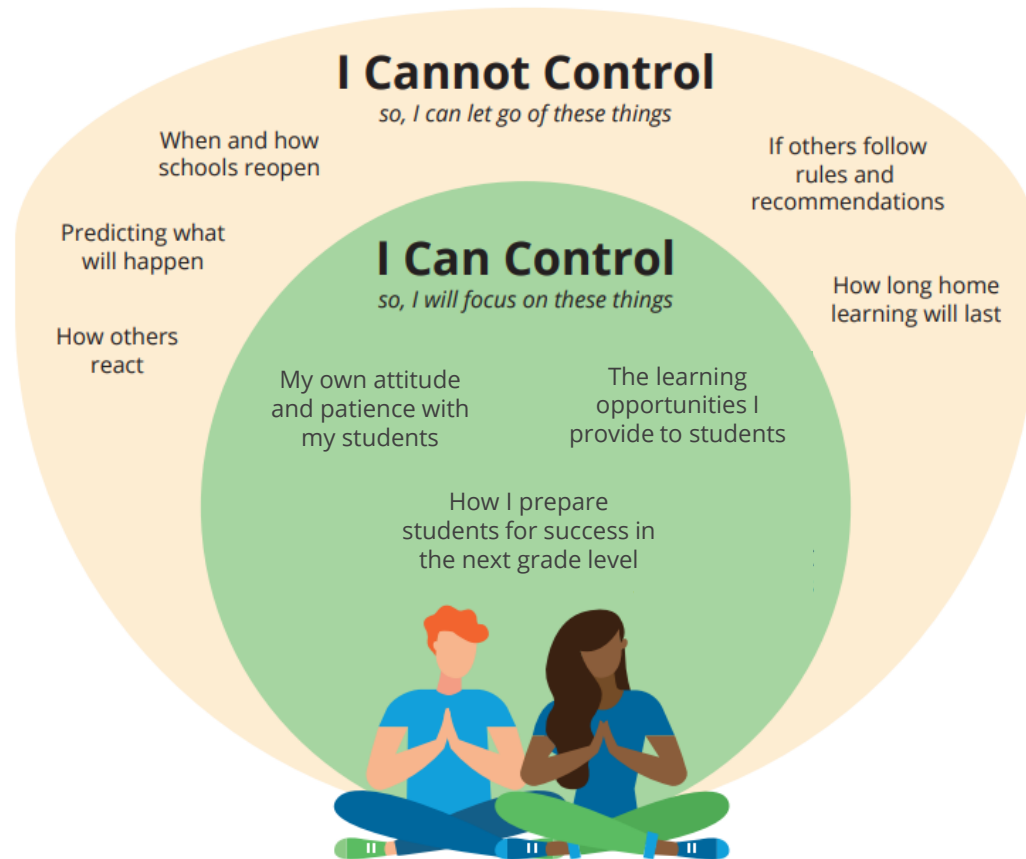 I Cannot Control
so, I can let go of these things
When and how
schools reopen
If others follow
rules and
recommendations
Predicting what
will happen
How long home
learning will last
How others
react
I Can Control
so, I will focus on these things
My own attitude
and patience with
my students
The learning
opportunities I
provide to students
How I prepare
students for success in
the next grade level